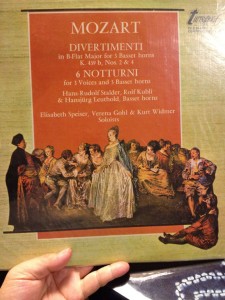 MOZART
DIVERTIMENTI
in B Flat Major for 3 Basset horns
K. 439 b, Nos. 2 & 4
6 NOTTURNI
for 3 Voices and 3 Basset horns
Hans-Rudolf Stalder, Rolf Kubli
& Hansjürg Leuthold, Basset horns
Elisabeth Speiser, Verena Gohl & Kurt Widmer
Soloists